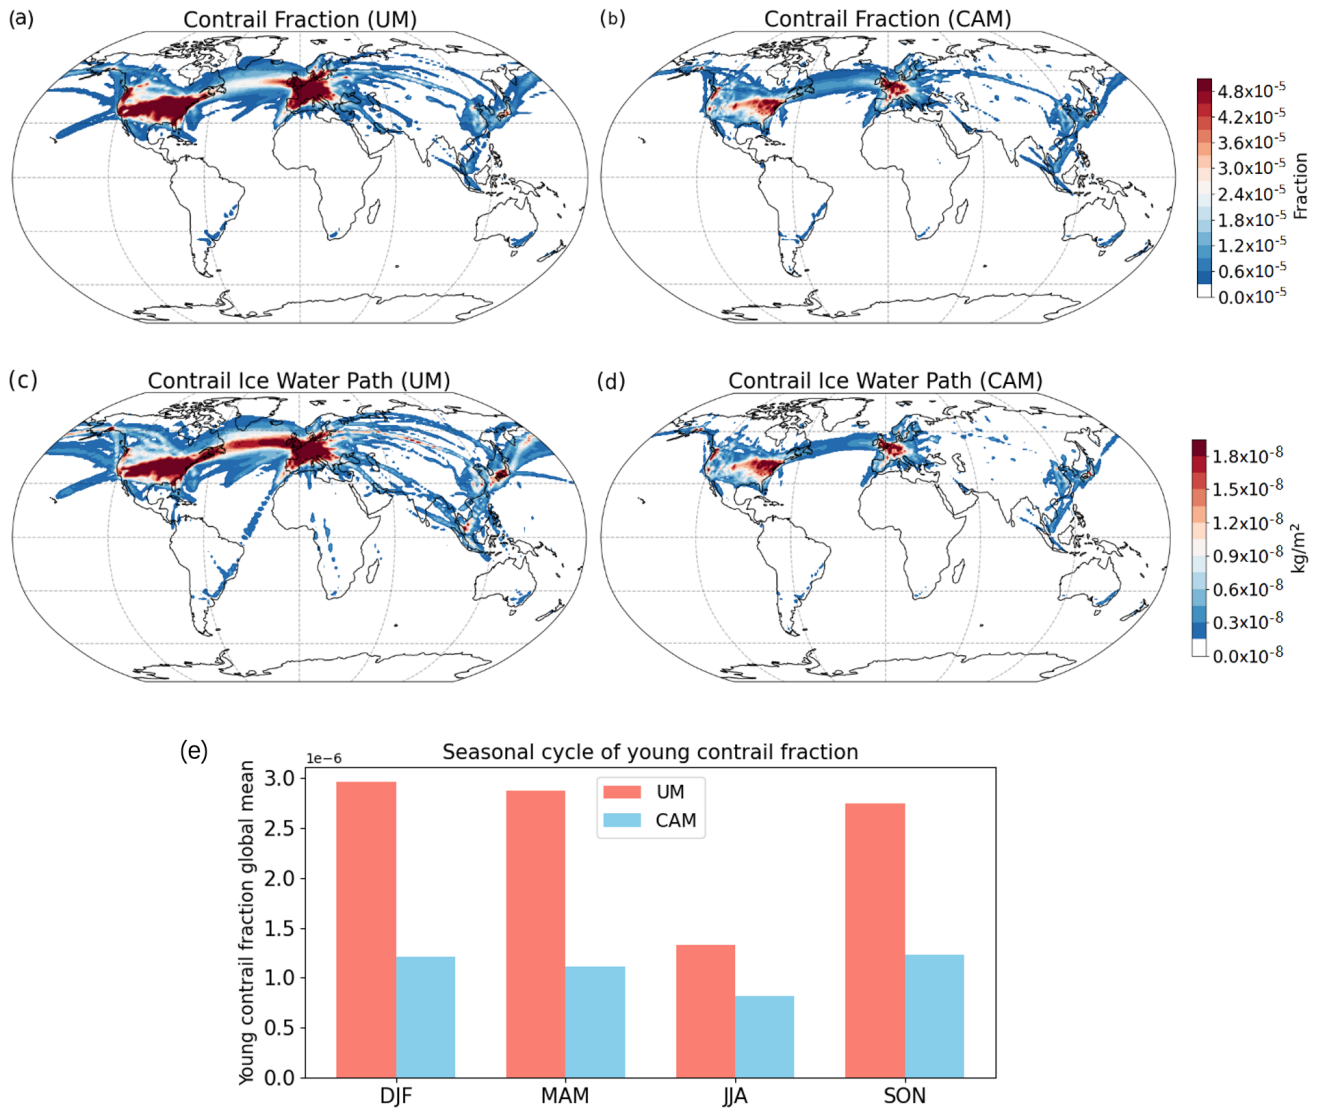 (a) Contrail Fraction (UM)
(b) Contrail Fraction (CAM)
4.8x10⁻⁵
4.2x10⁻⁵
3.6x10⁻⁵
3.0x10⁻⁵
2.4x10⁻⁵
1.8x10⁻⁵
1.2x10⁻⁵
0.6x10⁻⁵
0.0x10⁻⁵
Fraction
(c) Contrail Ice Water Path (UM)
(d) Contrail Ice Water Path (CAM)
1.8x10⁻⁸
1.5x10⁻⁸
1.2x10⁻⁸
0.9x10⁻⁸
0.6x10⁻⁸
0.3x10⁻⁸
0.0x10⁻⁸
kg/m²
(e) Seasonal cycle of young contrail fraction
1e−6
Young contrail fraction global mean
3.0
2.5
2.0
1.5
1.0
0.5
0.0
UM
CAM
DJF MAM JJA SON